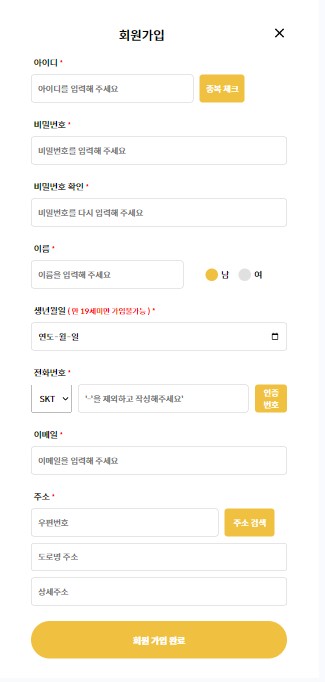 회원가입
아이디 *
아이디를 입력해 주세요
중복 체크
비밀번호 *
비밀번호를 입력해 주세요
비밀번호 확인 *
비밀번호를 다시 입력해 주세요
이름 *
이름을 입력해 주세요
남
여
생년월일 ( 만 19세미면 가입불가능 ) *
연도-월-일
전화번호 *
SKT
'-'을 제외하고 작성해주세요'
인증
번호
이메일 *
이메일을 입력해 주세요
주소 *
우편번호
주소 검색
도로명 주소
상세주소
회원 가입 완료